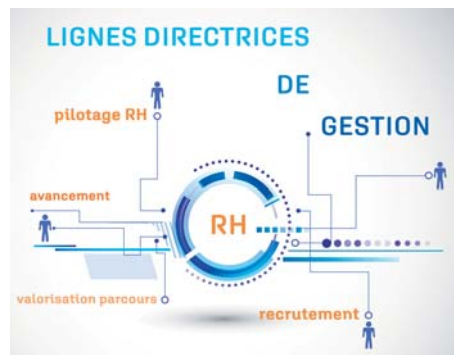 LIGNES DIRECTRICES
DE
GESTION
pilotage RH
avancement
RH
valorisation parcours
recrutement